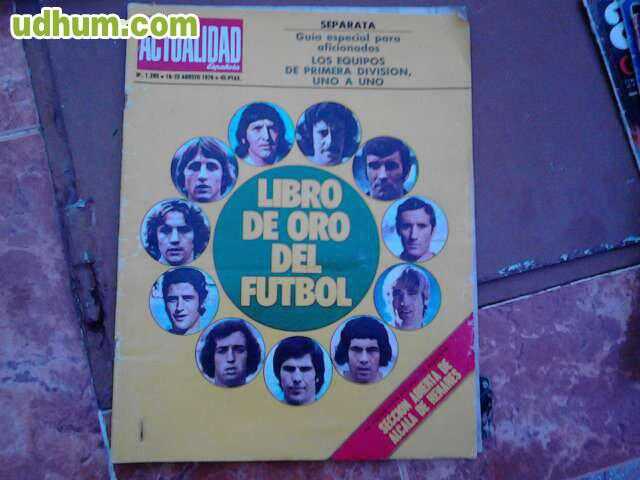 udhum.com
ACTUALIDAD
Española
SEPARATA
Guía especial para
aficionados
LOS EQUIPOS
DE PRIMERA DIVISION,
UNO A UNO
LIBRO
DE ORO
DEL
FUTBOL
SECCION ABIERTA DE
ALCALA DE HENARES